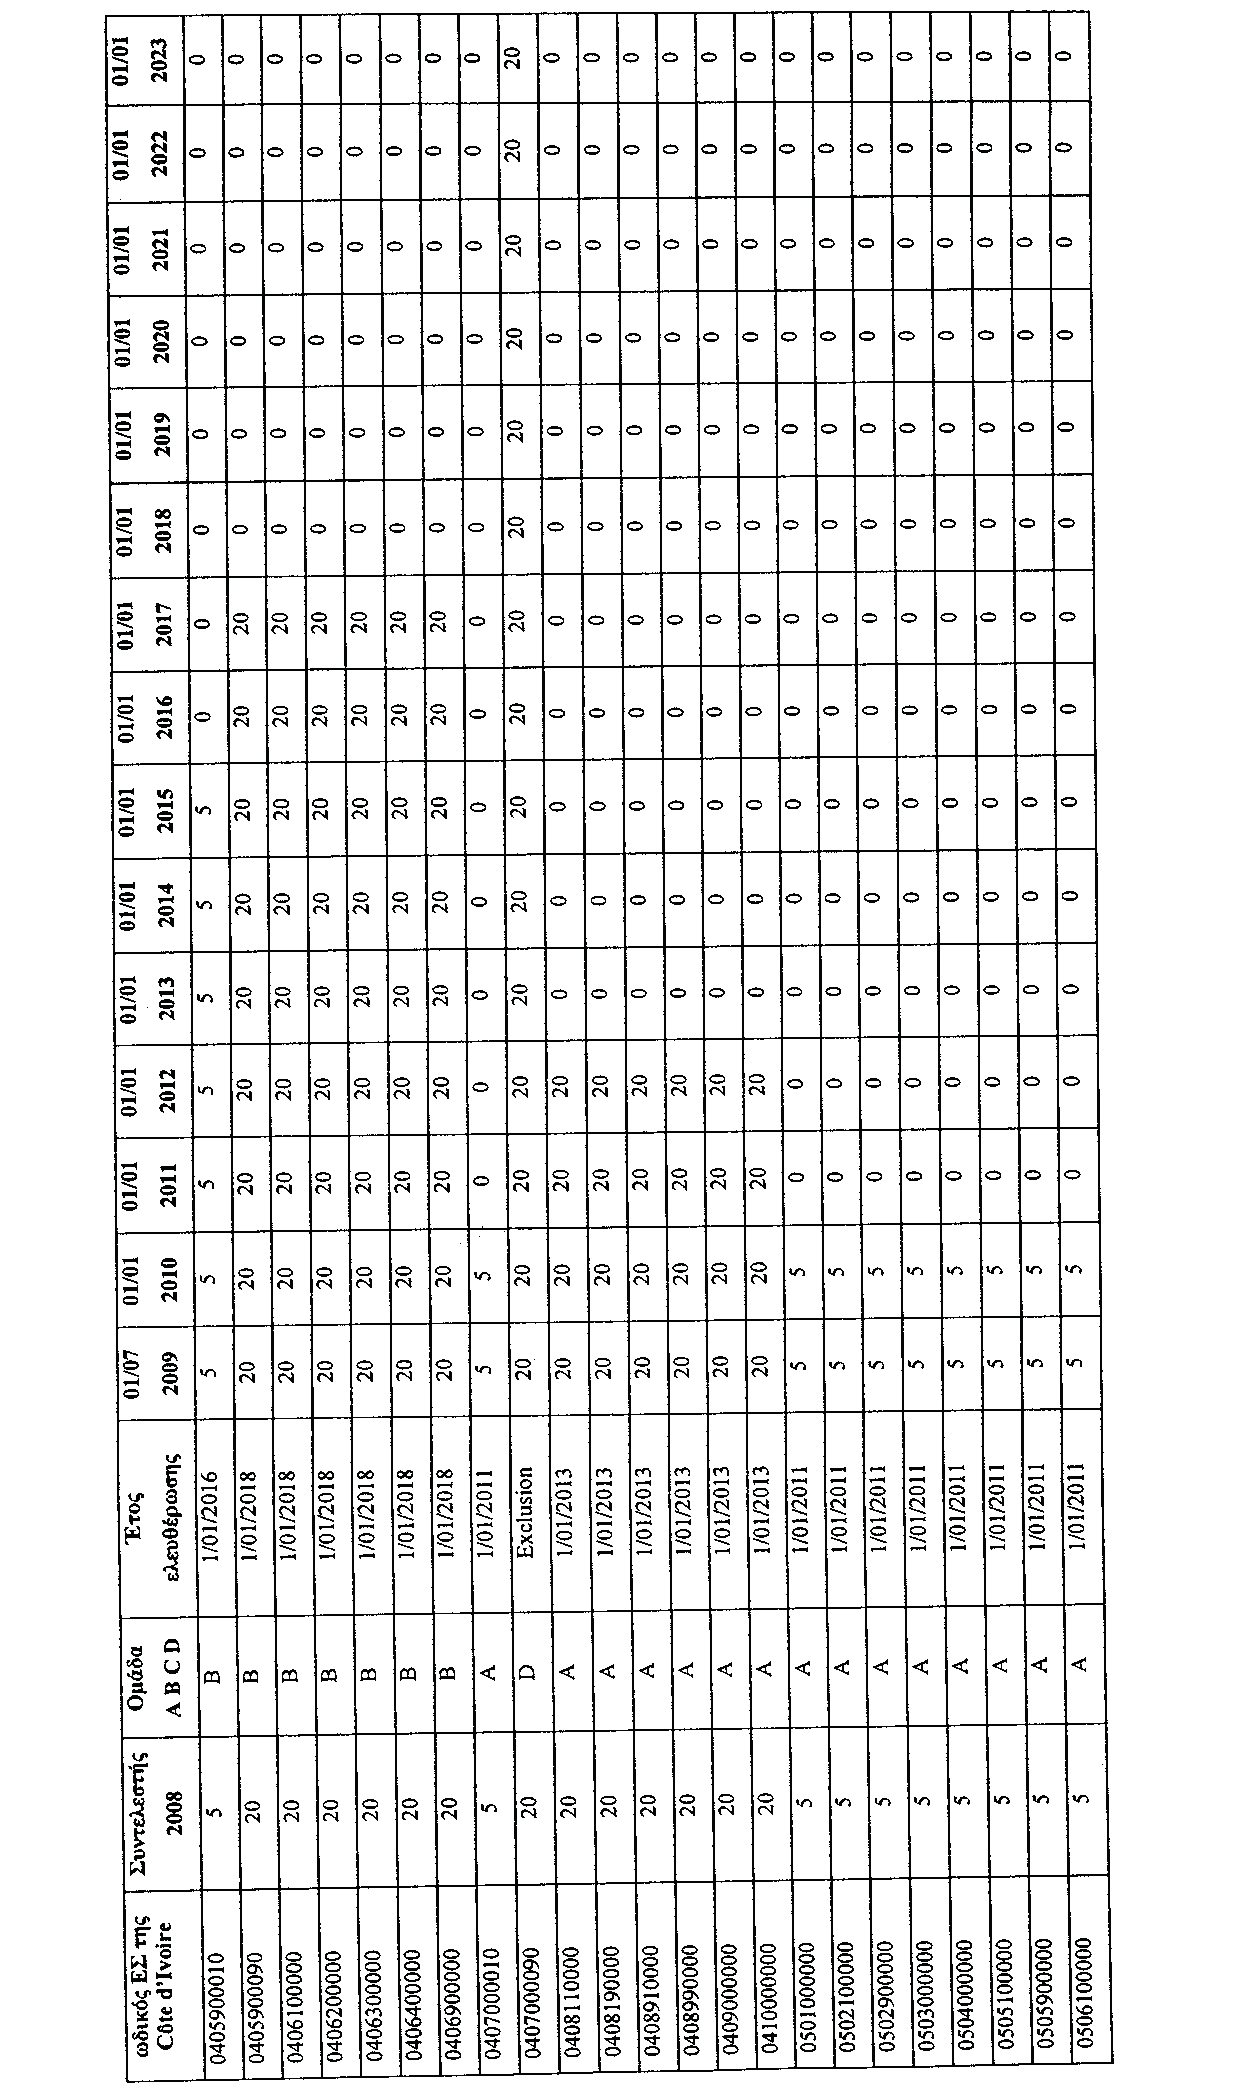 ωδικός ΕΣ της Côte d'Ivoire | Συντελεστής 2008 | Ομάδα A B C D | Έτος ελευθέρωσης | 01/07 2009 | 01/01 2010 | 01/01 2011 | 01/01 2012 | 01/01 2013 | 01/01 2014 | 01/01 2015 | 01/01 2016 | 01/01 2017 | 01/01 2018 | 01/01 2019 | 01/01 2020 | 01/01 2021 | 01/01 2022 | 01/01 2023
0405900010 | 5 | B | 1/01/2016 | 5 | 5 | 5 | 5 | 5 | 5 | 5 | 0 | 0 | 0 | 0 | 0 | 0 | 0 | 0
0405900090 | 20 | B | 1/01/2018 | 20 | 20 | 20 | 20 | 20 | 20 | 20 | 20 | 20 | 0 | 0 | 0 | 0 | 0 | 0
0406100000 | 20 | B | 1/01/2018 | 20 | 20 | 20 | 20 | 20 | 20 | 20 | 20 | 20 | 0 | 0 | 0 | 0 | 0 | 0
0406200000 | 20 | B | 1/01/2018 | 20 | 20 | 20 | 20 | 20 | 20 | 20 | 20 | 20 | 0 | 0 | 0 | 0 | 0 | 0
0406300000 | 20 | B | 1/01/2018 | 20 | 20 | 20 | 20 | 20 | 20 | 20 | 20 | 20 | 0 | 0 | 0 | 0 | 0 | 0
0406400000 | 20 | B | 1/01/2018 | 20 | 20 | 20 | 20 | 20 | 20 | 20 | 20 | 20 | 0 | 0 | 0 | 0 | 0 | 0
0406900000 | 20 | B | 1/01/2018 | 20 | 20 | 20 | 20 | 20 | 20 | 20 | 20 | 20 | 0 | 0 | 0 | 0 | 0 | 0
0407000010 | 5 | A | 1/01/2011 | 5 | 5 | 0 | 0 | 0 | 0 | 0 | 0 | 0 | 0 | 0 | 0 | 0 | 0 | 0
0407000090 | 20 | D | Exclusion | 20 | 20 | 20 | 20 | 20 | 20 | 20 | 20 | 20 | 20 | 20 | 20 | 20 | 20 | 20
0408110000 | 20 | A | 1/01/2013 | 20 | 20 | 20 | 20 | 0 | 0 | 0 | 0 | 0 | 0 | 0 | 0 | 0 | 0 | 0
0408190000 | 20 | A | 1/01/2013 | 20 | 20 | 20 | 20 | 0 | 0 | 0 | 0 | 0 | 0 | 0 | 0 | 0 | 0 | 0
0408910000 | 20 | A | 1/01/2013 | 20 | 20 | 20 | 20 | 0 | 0 | 0 | 0 | 0 | 0 | 0 | 0 | 0 | 0 | 0
0408990000 | 20 | A | 1/01/2013 | 20 | 20 | 20 | 20 | 0 | 0 | 0 | 0 | 0 | 0 | 0 | 0 | 0 | 0 | 0
0409000000 | 20 | A | 1/01/2013 | 20 | 20 | 20 | 20 | 0 | 0 | 0 | 0 | 0 | 0 | 0 | 0 | 0 | 0 | 0
0410000000 | 20 | A | 1/01/2013 | 20 | 20 | 20 | 20 | 0 | 0 | 0 | 0 | 0 | 0 | 0 | 0 | 0 | 0 | 0
0501000000 | 5 | A | 1/01/2011 | 5 | 5 | 0 | 0 | 0 | 0 | 0 | 0 | 0 | 0 | 0 | 0 | 0 | 0 | 0
0502100000 | 5 | A | 1/01/2011 | 5 | 5 | 0 | 0 | 0 | 0 | 0 | 0 | 0 | 0 | 0 | 0 | 0 | 0 | 0
0502900000 | 5 | A | 1/01/2011 | 5 | 5 | 0 | 0 | 0 | 0 | 0 | 0 | 0 | 0 | 0 | 0 | 0 | 0 | 0
0503000000 | 5 | A | 1/01/2011 | 5 | 5 | 0 | 0 | 0 | 0 | 0 | 0 | 0 | 0 | 0 | 0 | 0 | 0 | 0
0504000000 | 5 | A | 1/01/2011 | 5 | 5 | 0 | 0 | 0 | 0 | 0 | 0 | 0 | 0 | 0 | 0 | 0 | 0 | 0
0505100000 | 5 | A | 1/01/2011 | 5 | 5 | 0 | 0 | 0 | 0 | 0 | 0 | 0 | 0 | 0 | 0 | 0 | 0 | 0
0505900000 | 5 | A | 1/01/2011 | 5 | 5 | 0 | 0 | 0 | 0 | 0 | 0 | 0 | 0 | 0 | 0 | 0 | 0 | 0
0506100000 | 5 | A | 1/01/2011 | 5 | 5 | 0 | 0 | 0 | 0 | 0 | 0 | 0 | 0 | 0 | 0 | 0 | 0 | 0